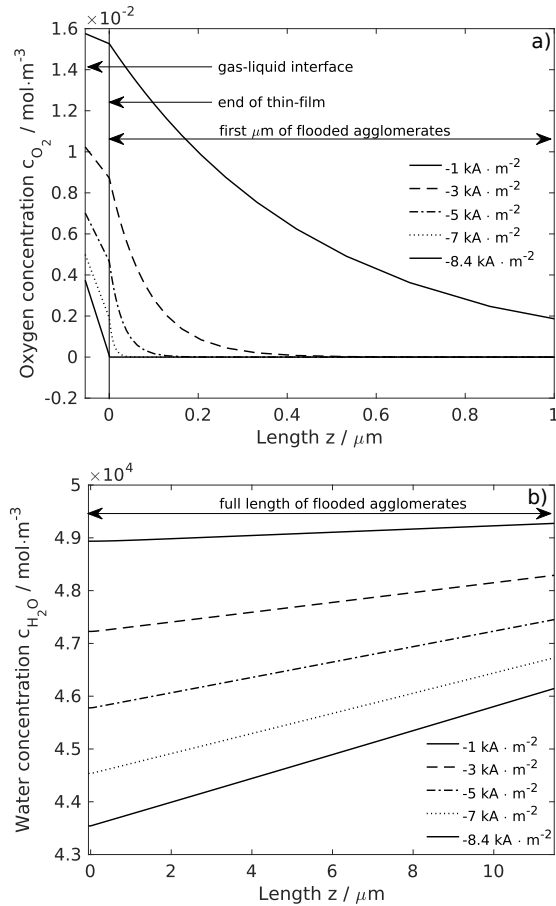 ×10⁻²
a)
1.6
1.4
1.2
1
0.8
0.6
0.4
0.2
0
-0.2
Oxygen concentration c_O₂ / mol·m⁻³
gas-liquid interface
end of thin-film
first μm of flooded agglomerates
-1 kA · m⁻²
-3 kA · m⁻²
-5 kA · m⁻²
-7 kA · m⁻²
-8.4 kA · m⁻²
0 0.2 0.4 0.6 0.8 1
Length z / μm
×10⁴
b)
5
4.9
4.8
4.7
4.6
4.5
4.4
4.3
Water concentration c_H₂O / mol·m⁻³
full length of flooded agglomerates
-1 kA · m⁻²
-3 kA · m⁻²
-5 kA · m⁻²
-7 kA · m⁻²
-8.4 kA · m⁻²
0 2 4 6 8 10
Length z / μm